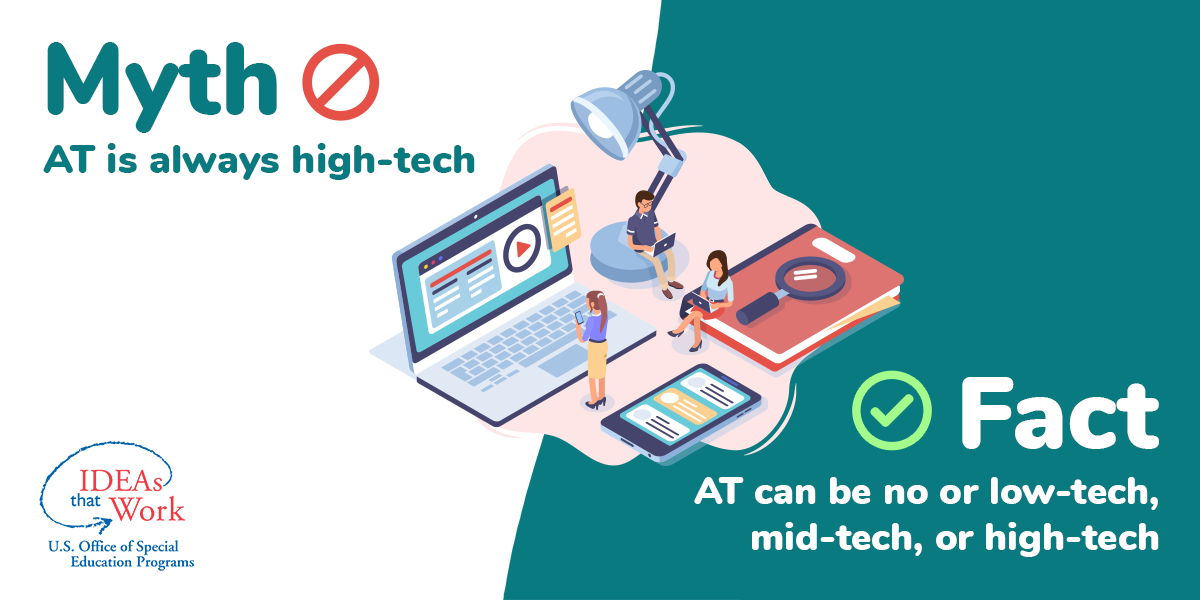 Myth
AT is always high-tech
Fact
AT can be no or low-tech,
mid-tech, or high-tech
IDEAs
that Work
U.S. Office of Special
Education Programs